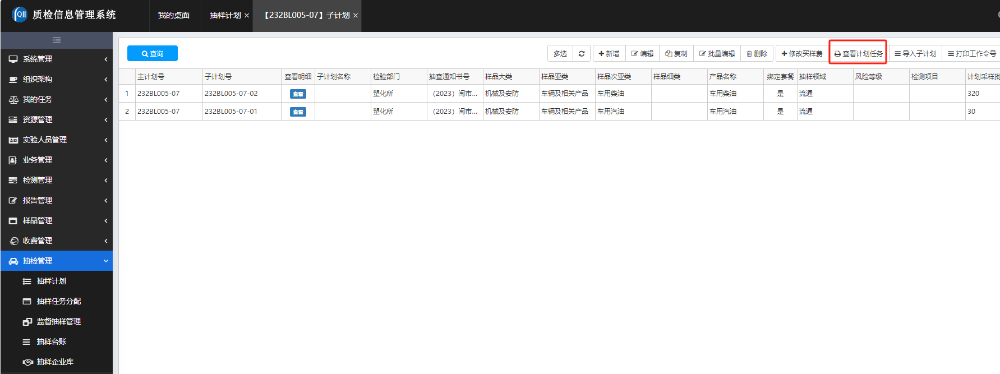 质检信息管理系统
我的桌面
抽样计划 ×
【232BL005-07】子计划 ×
查询
多选
新增
编辑
复制
批量编辑
删除
修改买样费
查看计划任务
导入子计划
打印工作令号
系统管理
组织架构
我的任务
资源管理
实验人员管理
业务管理
检测管理
报告管理
样品管理
收费管理
抽检管理
抽样计划
抽样任务分配
监督抽样管理
抽样台账
抽样企业库
主计划号 子计划号 查看明细 子计划名称 检验部门 抽查通知书号 样品大类 样品亚类 样品次亚类 样品细类 产品名称 绑定套餐 抽样领域 风险等级 检测项目 计划采样批
1 232BL005-07 232BL005-07-02 查看 塑化所 （2023）闽市... 机械及安防 车辆及相关产品 车用柴油 车用柴油 是 流通 320
2 232BL005-07 232BL005-07-01 查看 塑化所 （2023）闽市... 机械及安防 车辆及相关产品 车用汽油 车用汽油 是 流通 30